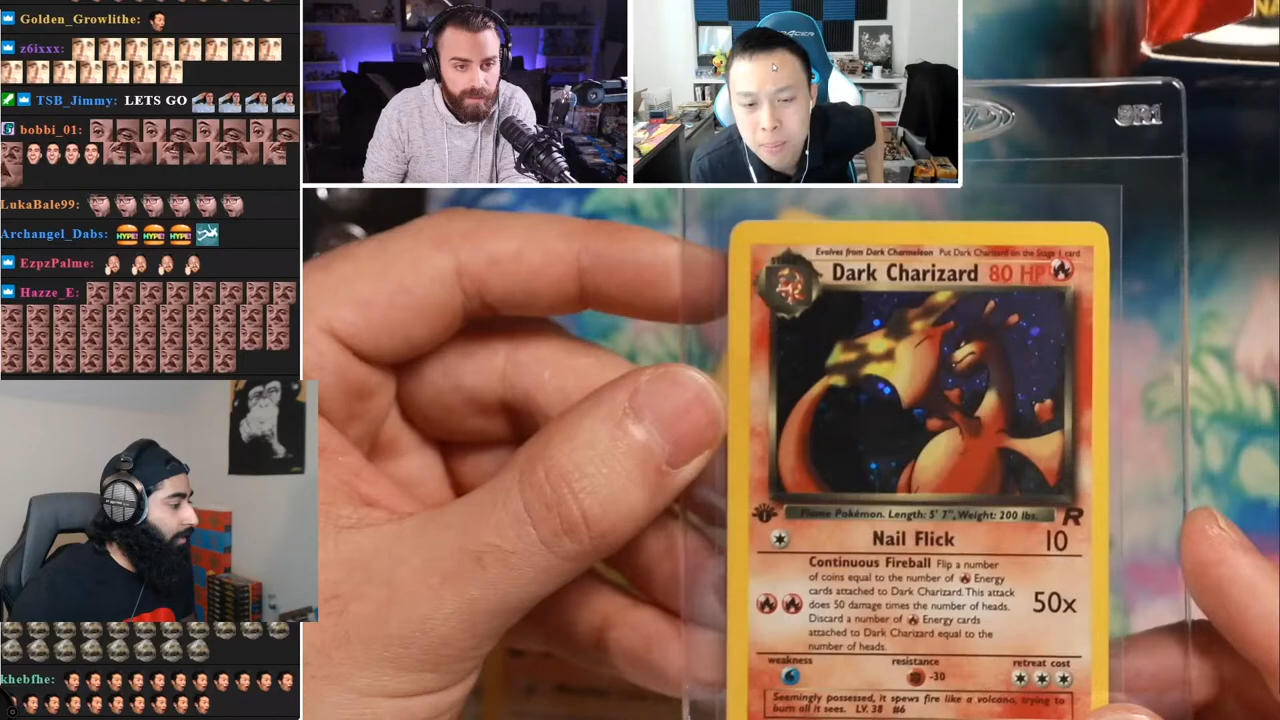 Golden_Growlithe:
z6ixxx:
TSB_Jimmy: LETS GO
bobbi_01:
LukaBale99:
Archangel_Dabs: HYPE! HYPE! HYPE!
EzpzPalme:
Hazze_E:
khebfhe:
Evolves from Dark Charmeleon Put Dark Charizard on the Stage 1 card
Dark Charizard 80 HP
Flame Pokémon. Length: 5' 7", Weight: 200 lbs.
R
Nail Flick 10
Continuous Fireball Flip a number
of coins equal to the number of Energy
cards attached to Dark Charizard. This attack
does 50 damage times the number of heads.
Discard a number of Energy cards
attached to Dark Charizard equal to the
number of heads.
50x
weakness resistance retreat cost
-30
Seemingly possessed, it spews fire like a volcano, trying to
burn all it sees. LV. 38 #6